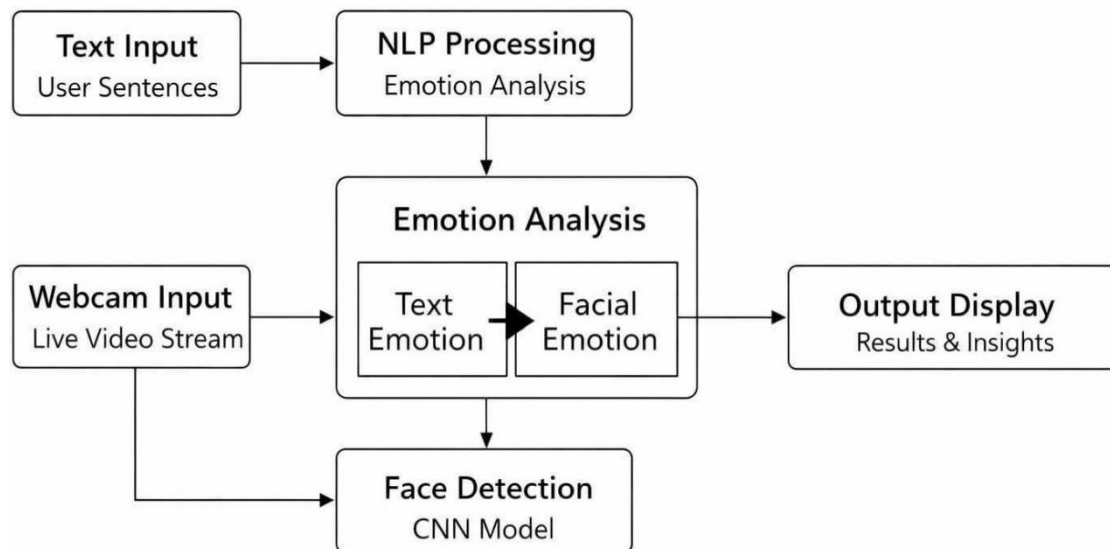 Text Input
User Sentences
NLP Processing
Emotion Analysis
Emotion Analysis
Text
Emotion
Facial
Emotion
Webcam Input
Live Video Stream
Output Display
Results & Insights
Face Detection
CNN Model